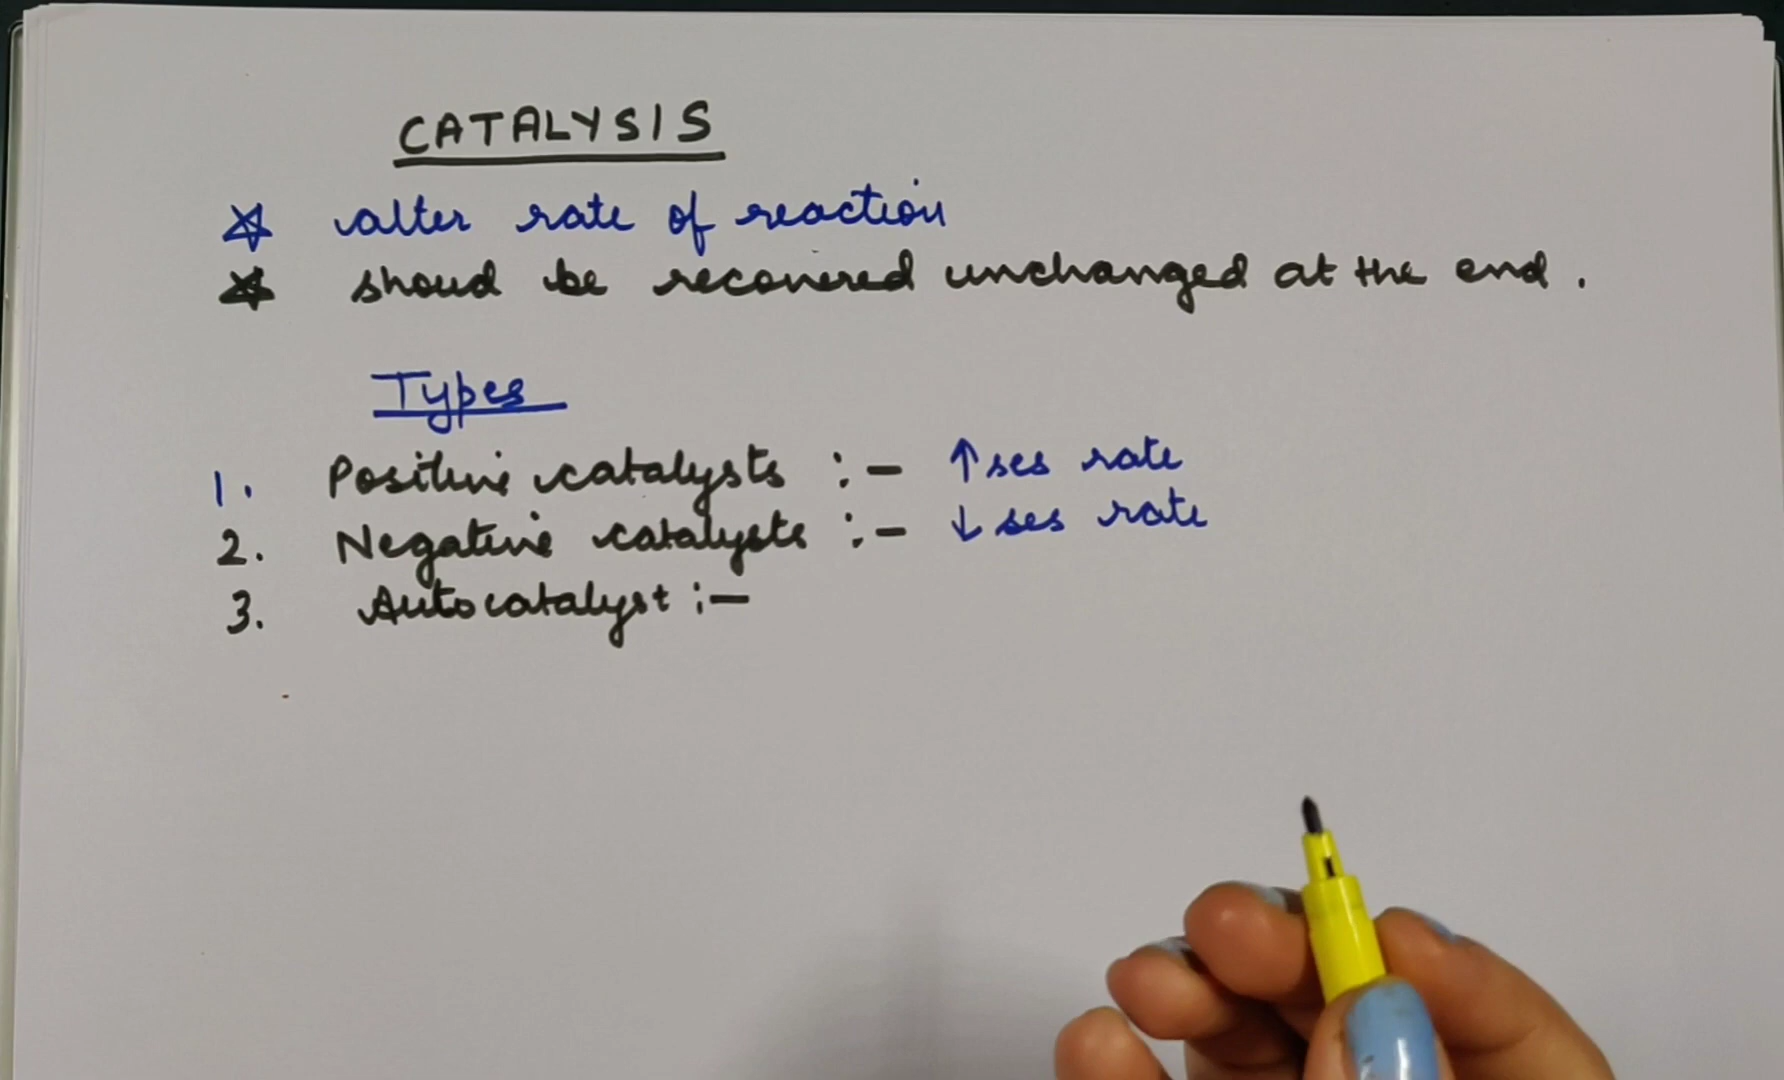 CATALYSIS
☆ alter rate of reaction
☆ shoud be recovered unchanged at the end.
Types
1. Positive catalysts :- ↑ses rate
2. Negative catalysts :- ↓ses rate
3. Autocatalyst :-